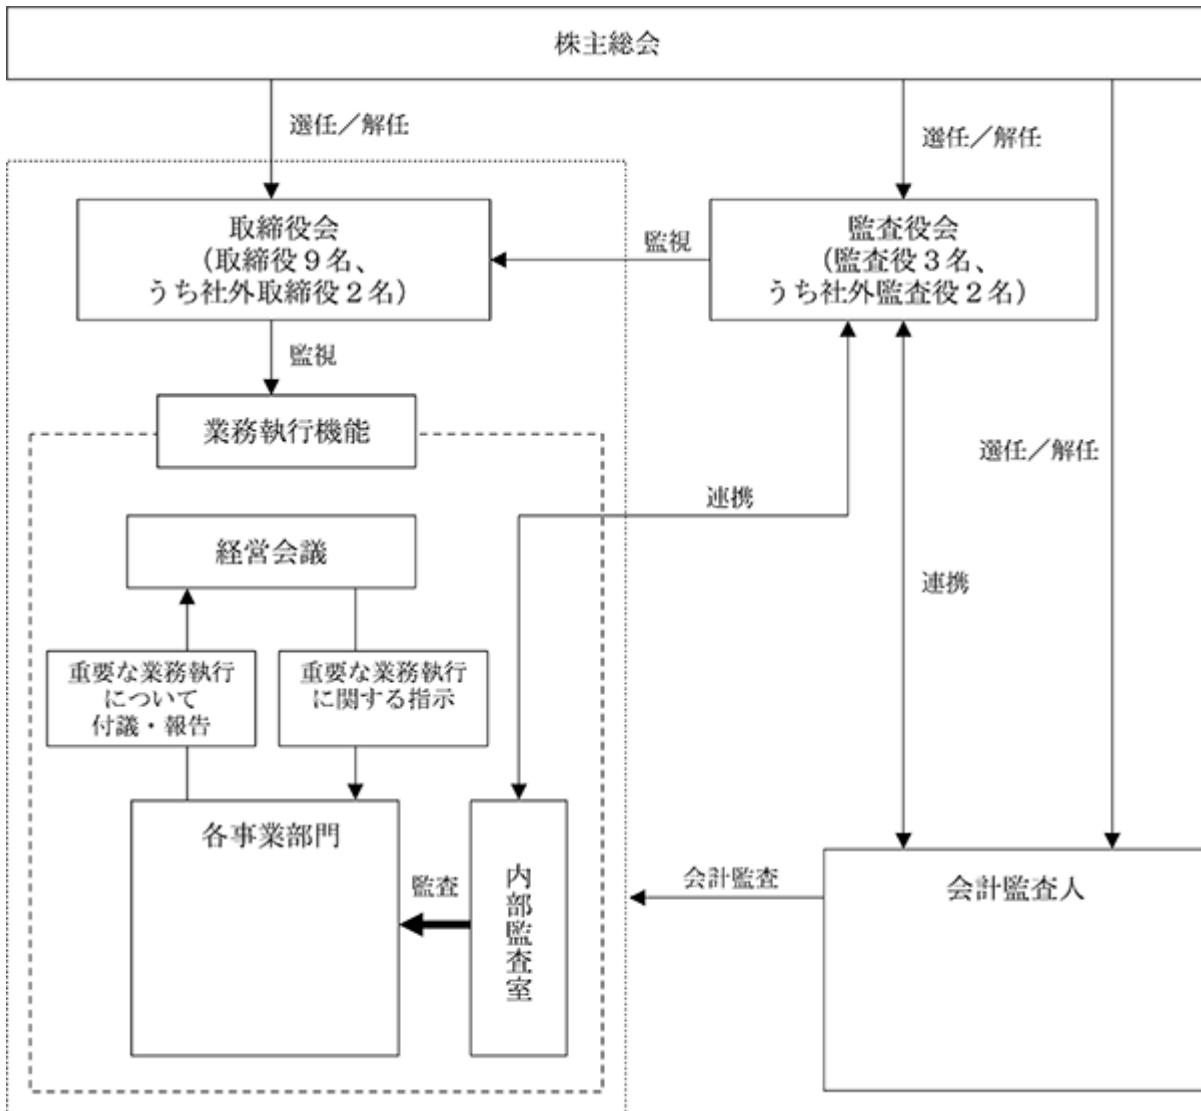 株主総会
選任／解任
選任／解任
取締役会
（取締役９名、
うち社外取締役２名）
監視
監査役会
（監査役３名、
うち社外監査役２名）
監視
業務執行機能
選任／解任
連携
経営会議
連携
重要な業務執行
について
付議・報告
重要な業務執行
に関する指示
各事業部門
監査
内部監査室
会計監査
会計監査人